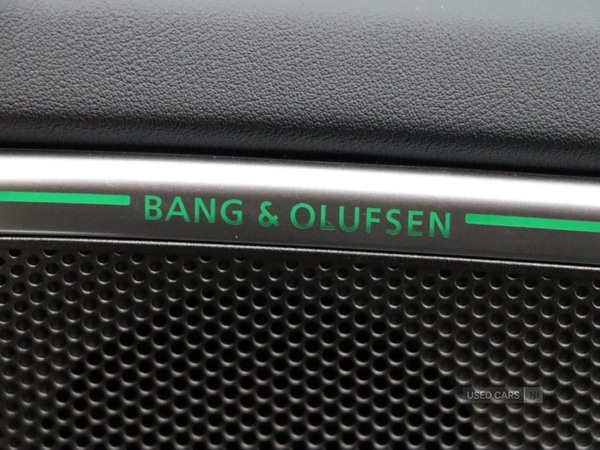 BANG & OLUFSEN
USED CARS NI